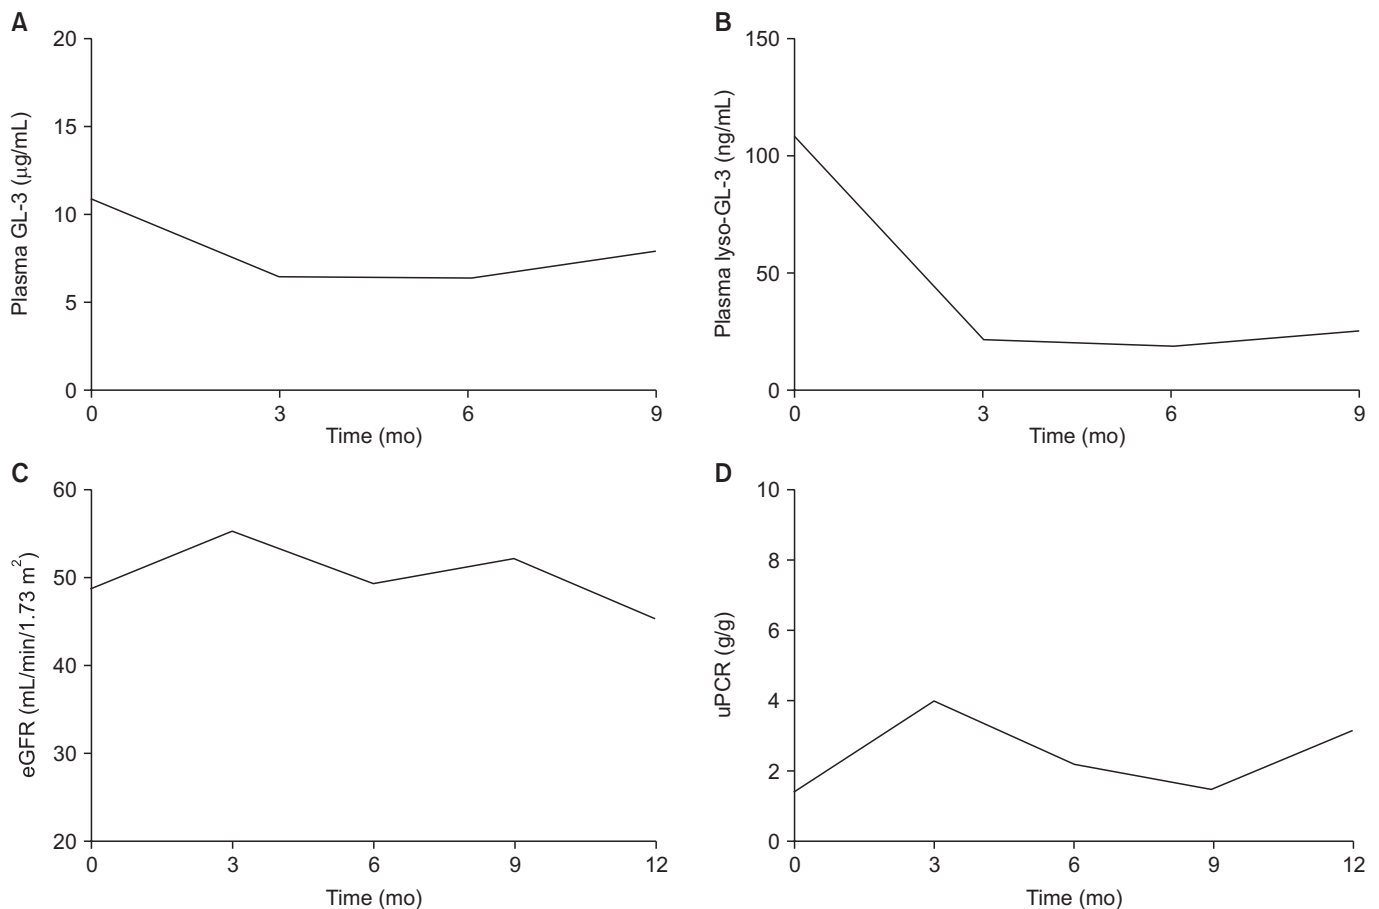 A
Plasma GL-3 (μg/mL)
20
15
10
5
0
0 3 6 9
Time (mo)
B
Plasma lyso-GL-3 (ng/mL)
150
100
50
0
0 3 6 9
Time (mo)
C
eGFR (mL/min/1.73 m²)
60
50
40
30
20
0 3 6 9 12
Time (mo)
D
uPCR (g/g)
10
8
6
4
2
0
0 3 6 9 12
Time (mo)